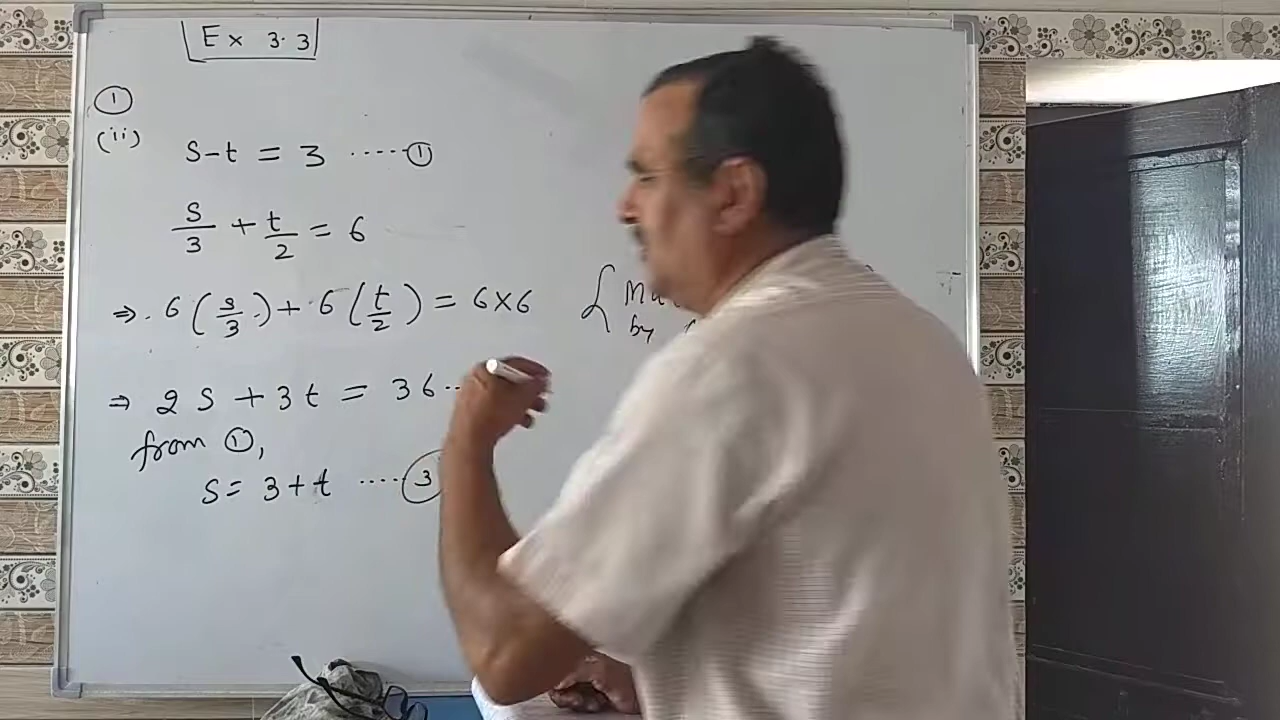 Ex 3.3
①
(ii)
s-t = 3 ·····①
s/3 + t/2 = 6
⇒ 6(s/3) + 6(t/2) = 6×6
by
⇒ 2s + 3t = 36 ··
from ①,
s = 3+t ····③